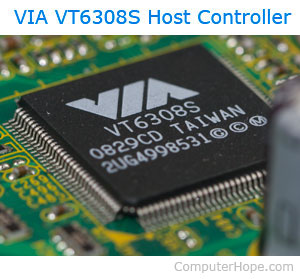 VIA VT6308S Host Controller
VIA
VT6308S
0829CD TAIWAN
2UG4998531 © © ©
ComputerHope.com